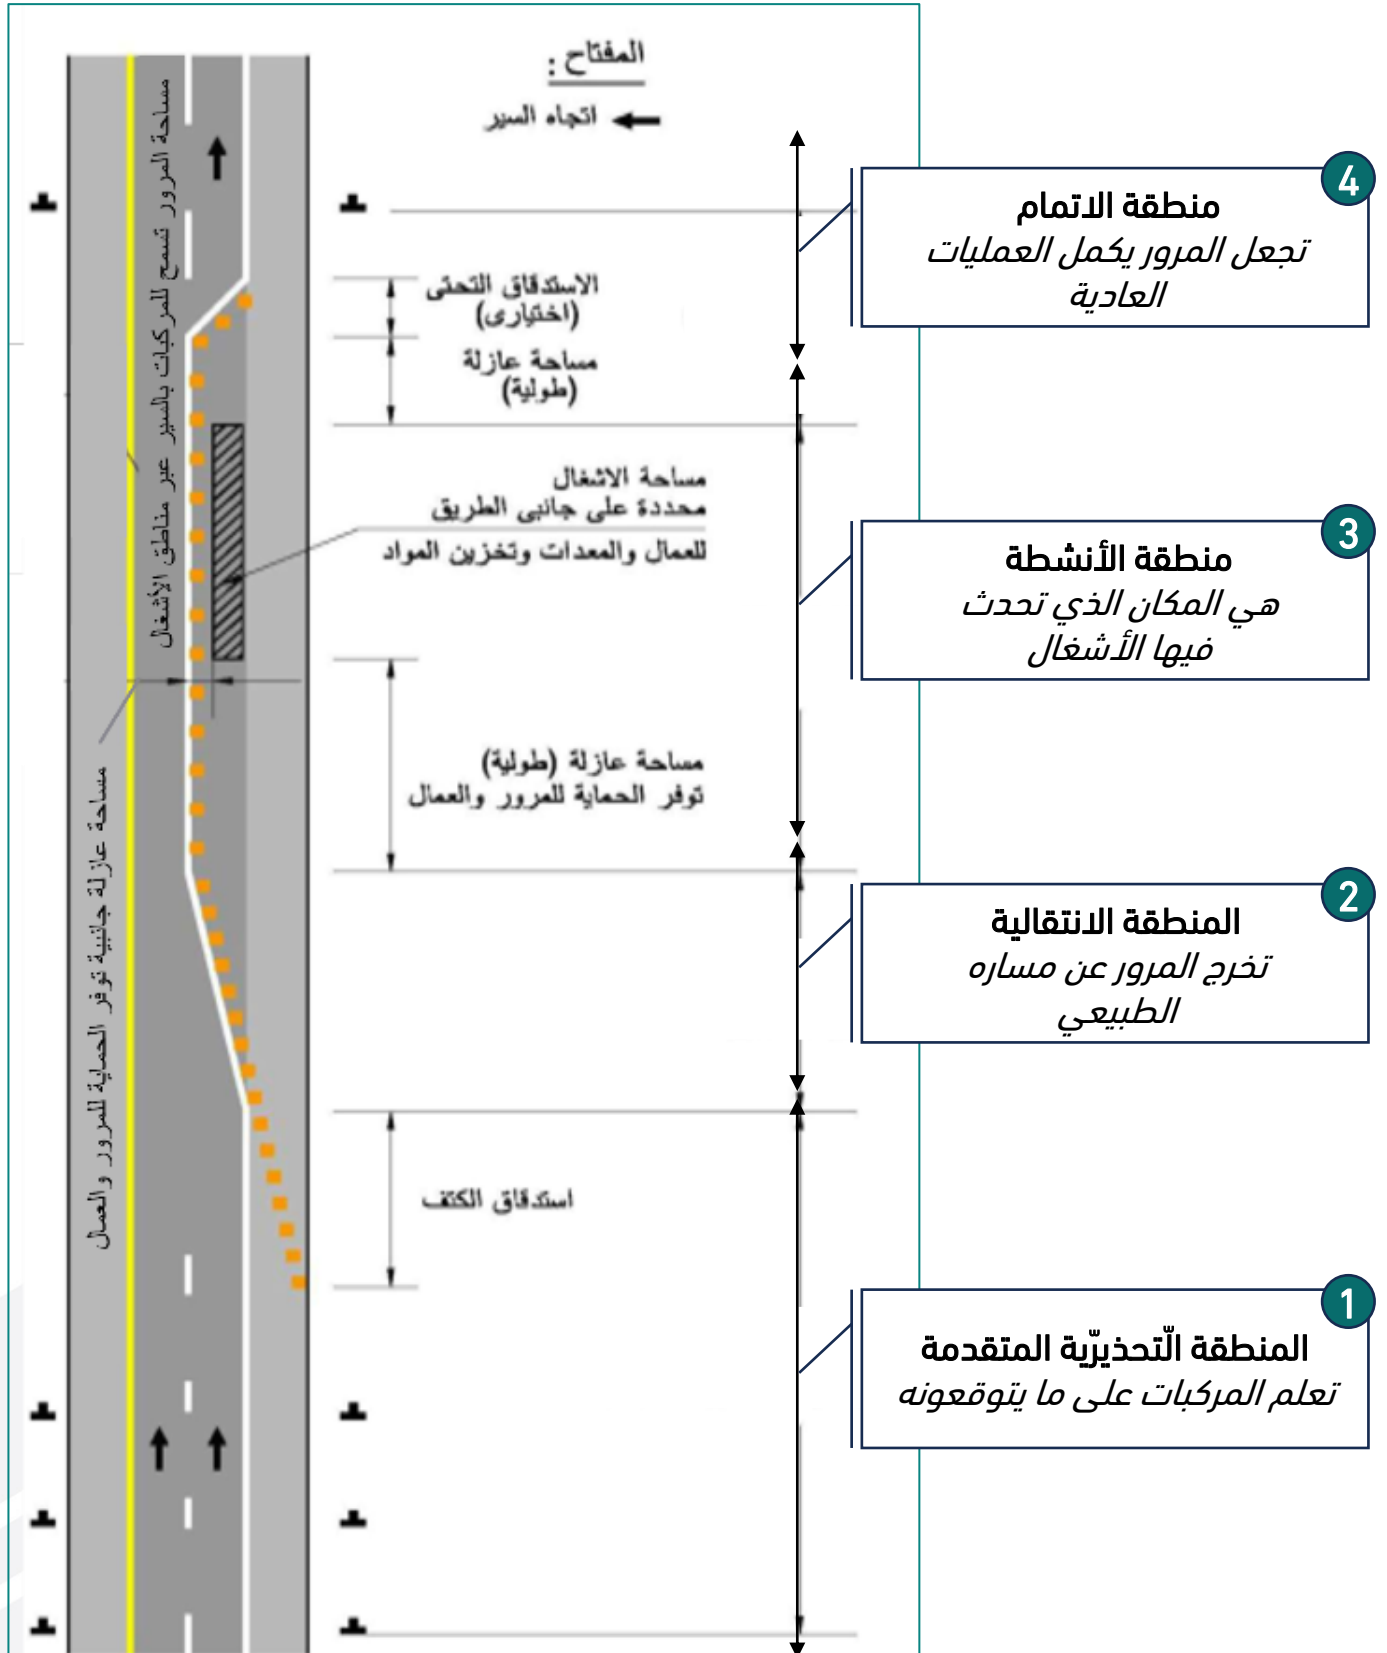 المفتاح :
اتجاه السير
4
منطقة الاتمام
تجعل المرور يكمل العمليات
العادية
الاستدقاق التحتى
(اختيارى)
مساحة عازلة
(طولية)
مساحة الاشغال
محددة على جانبى الطريق
للعمال والمعدات وتخزين المواد
3
منطقة الأنشطة
هي المكان الذي تحدث
فيها الأشغال
مساحة عازلة (طولية)
توفر الحماية للمرور والعمال
2
المنطقة الانتقالية
تخرج المرور عن مساره
الطبيعي
استدقاق الكتف
1
المنطقة الّتحذيرّية المتقدمة
تعلم المركبات على ما يتوقعونه
مساحة المرور تسمح للمركبات بالسير عبر مناطق الأشغال
مساحة عازلة جانبية توفر الحماية للمرور والعمال